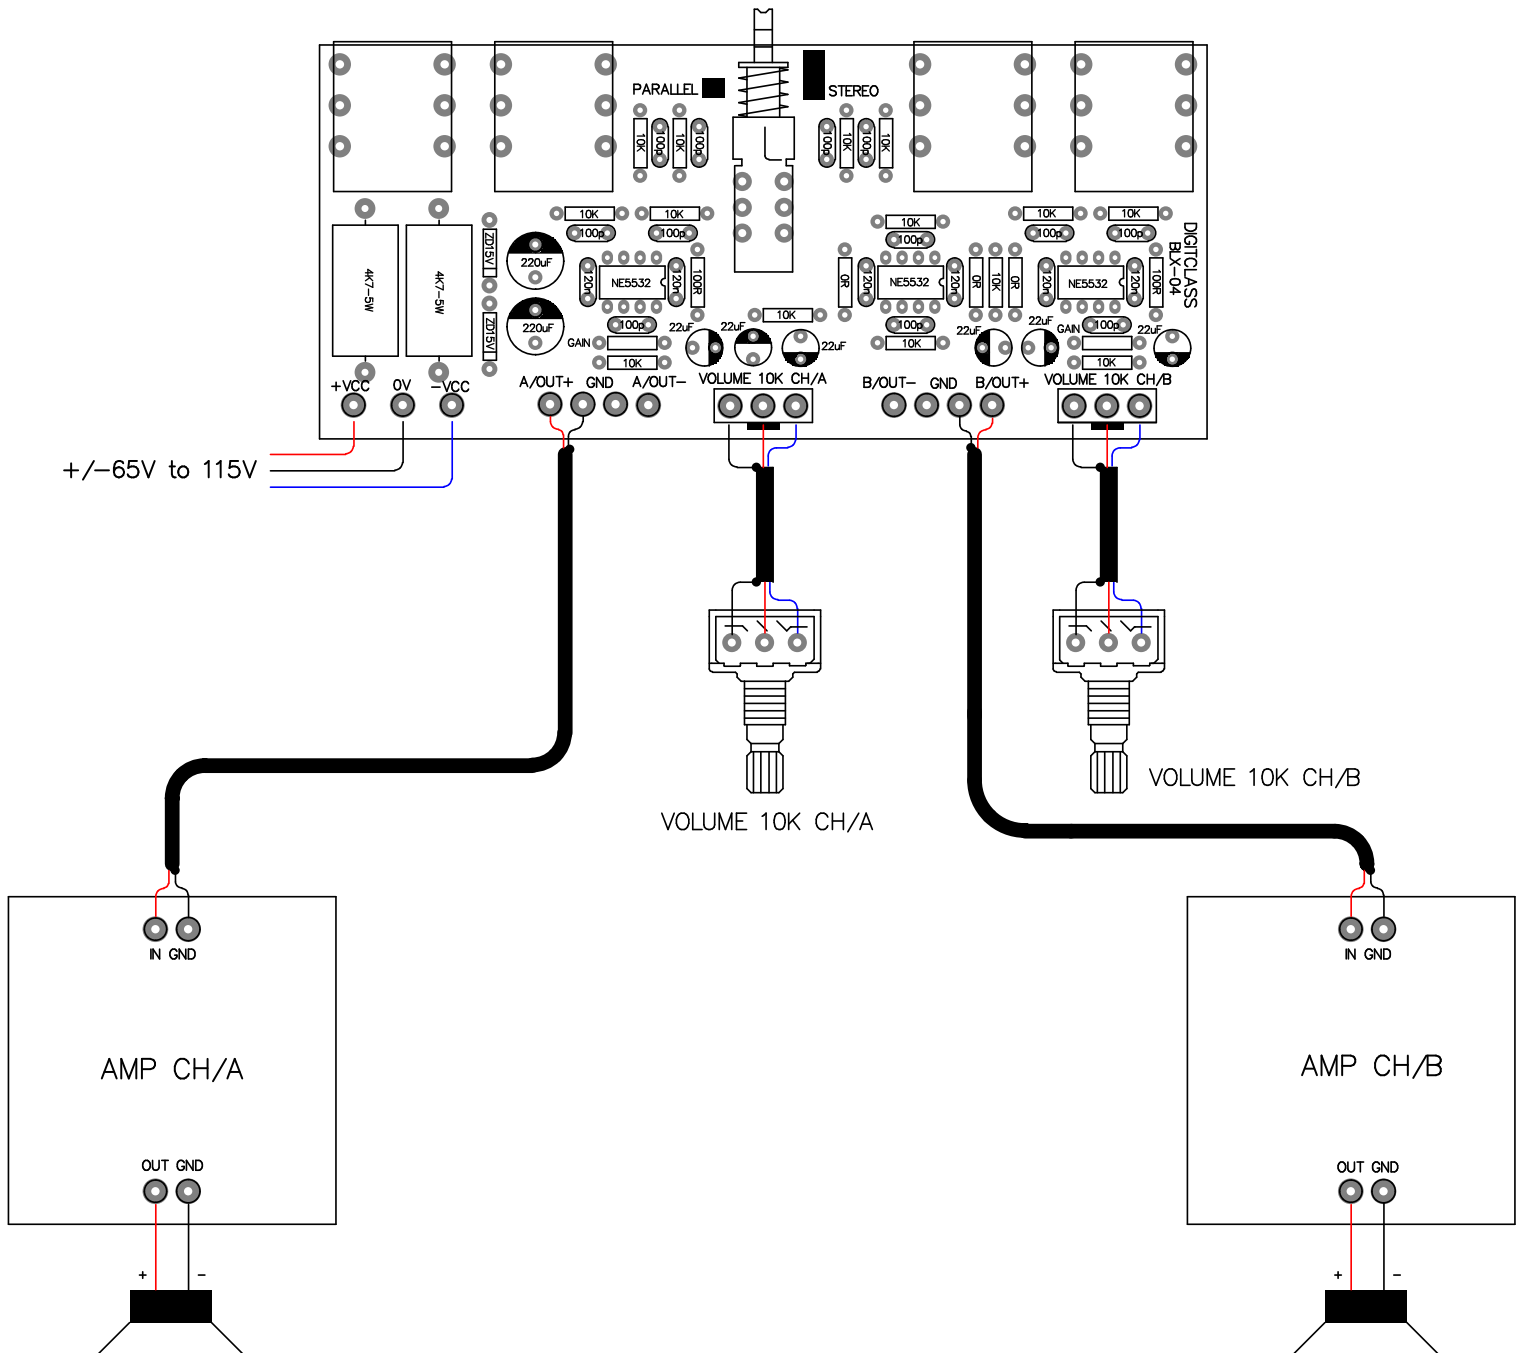 PARALLEL
STEREO
10K
100p
10K
100p
100p
10K
100p
10K
10K
10K
10K
10K
10K
100p
100p
100p
100p
100p
DIGITCLASS
BLX-04
4K7-5W
4K7-5W
ZD15V
ZD15V
220uF
220uF
120n
NE5532
120n
100R
0R
120n
NE5532
120n
0R
10K
0R
120n
NE5532
120n
100R
10K
100p
100p
100p
GAIN
10K
22uF
22uF
22uF
10K
22uF
22uF
GAIN
10K
22uF
+VCC
0V
-VCC
A/OUT+
GND
A/OUT-
VOLUME 10K CH/A
B/OUT-
GND
B/OUT+
VOLUME 10K CH/B
+/-65V to 115V
VOLUME 10K CH/B
VOLUME 10K CH/A
IN GND
IN GND
AMP CH/A
AMP CH/B
OUT GND
OUT GND
+ -
+ -